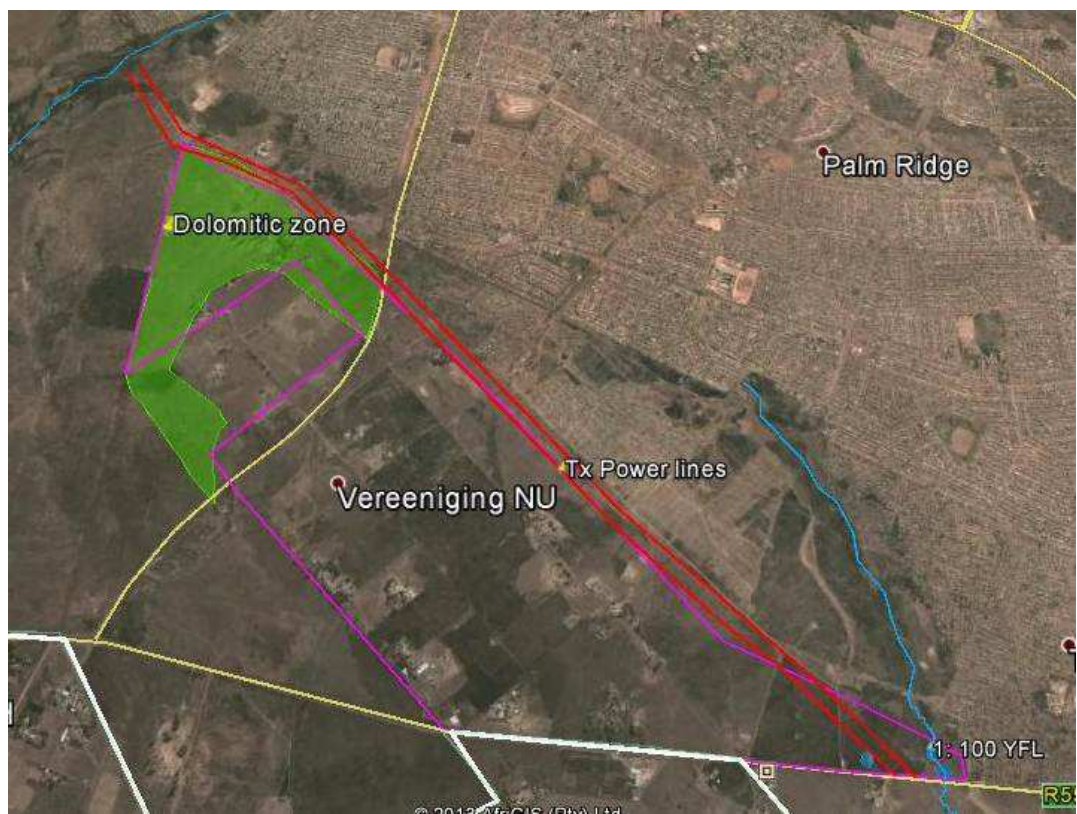 Palm Ridge
Dolomitic zone
Tx Power lines
Vereeniging NU
1: 100 YFL